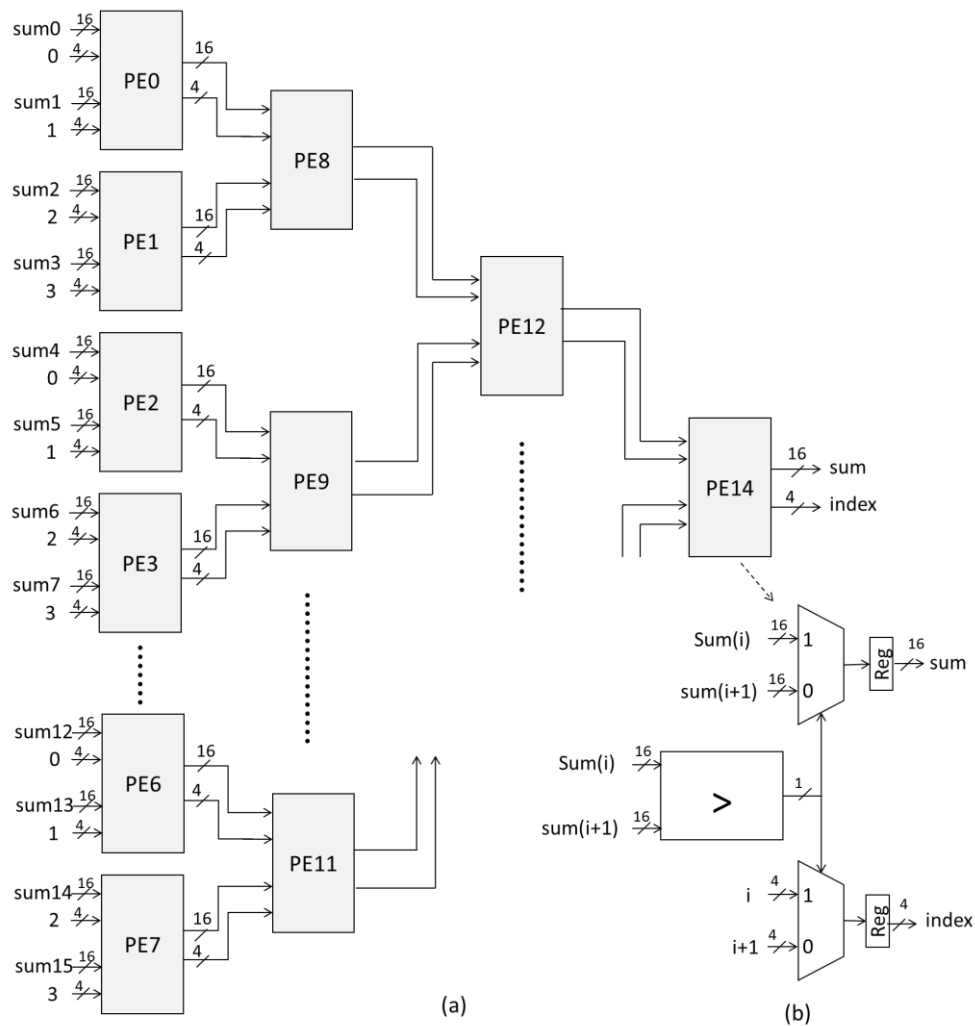 sum0 16
0 4
sum1 16
1 4
PE0
16
4
PE8
sum2 16
2 4
sum3 16
3 4
PE1
16
4
PE12
sum4 16
0 4
sum5 16
1 4
PE2
16
4
PE9
sum6 16
2 4
sum7 16
3 4
PE3
16
4
PE14
16 sum
4 index
sum12 16
0 4
sum13 16
1 4
PE6
16
4
PE11
sum14 16
2 4
sum15 16
3 4
PE7
16
4
(a)
Sum(i) 16 1
sum(i+1) 16 0
Reg 16 sum
Sum(i) 16
sum(i+1) 16
>
1
i 4 1
i+1 4 0
Reg 4 index
(b)